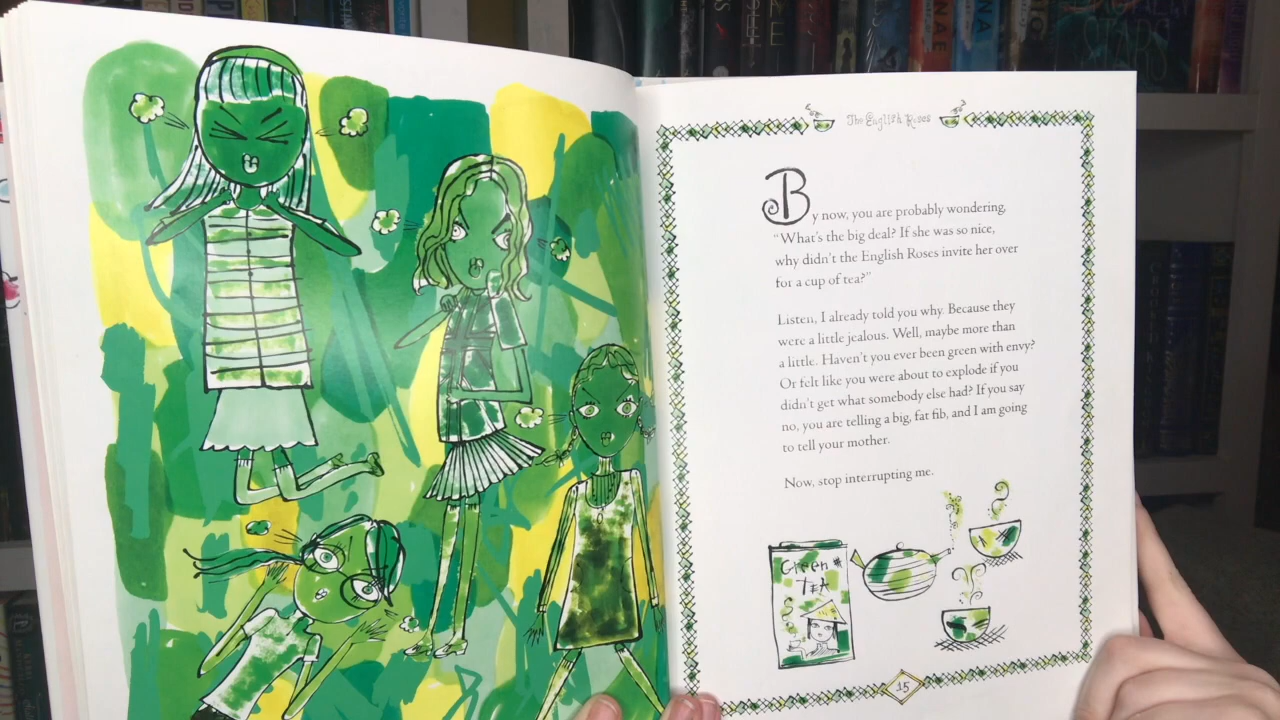 The English Roses
By now, you are probably wondering,
“What’s the big deal? If she was so nice,
why didn’t the English Roses invite her over
for a cup of tea?”
Listen, I already told you why. Because they
were a little jealous. Well, maybe more than
a little. Haven’t you ever been green with envy?
Or felt like you were about to explode if you
didn’t get what somebody else had? If you say
no, you are telling a big, fat fib, and I am going
to tell your mother.
Now, stop interrupting me.
Green
TEA
15